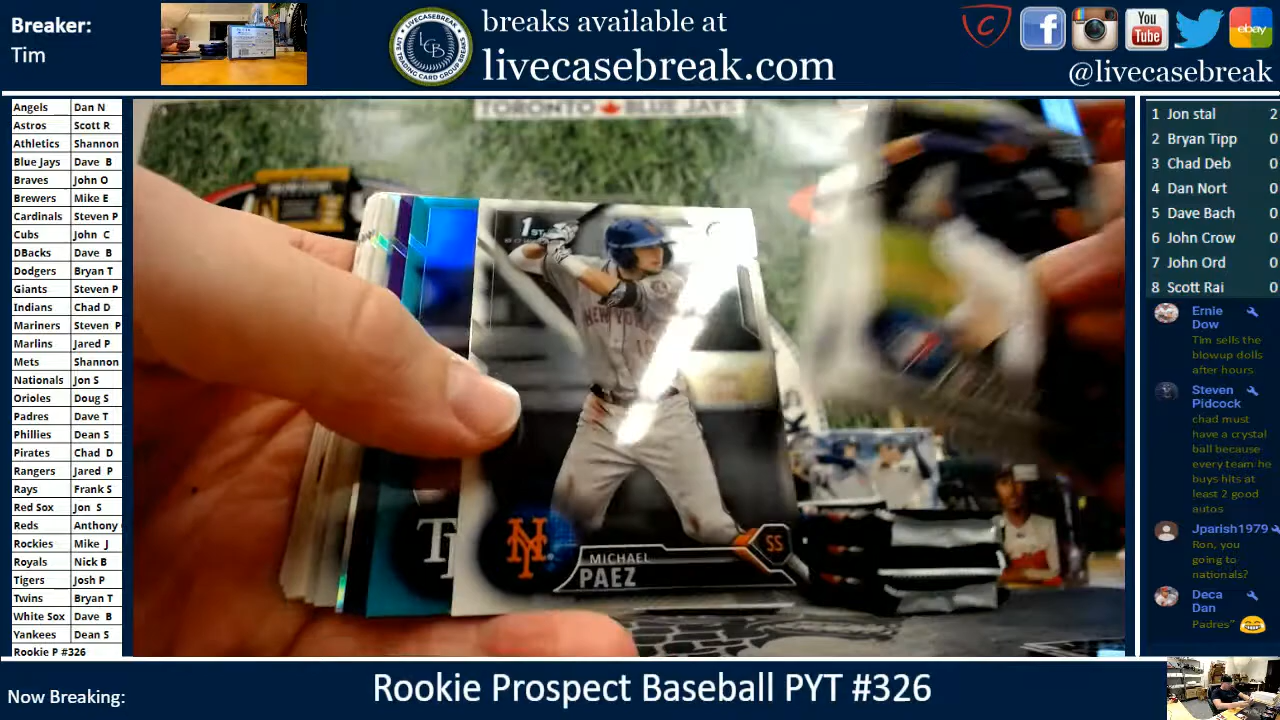 Breaker:
Tim
breaks available at
livecasebreak.com
LCB
You
Tube
ebay
@livecasebreak
Angels Dan N
Astros Scott R
Athletics Shannon
Blue Jays Dave B
Braves John O
Brewers Mike E
Cardinals Steven P
Cubs John C
DBacks Dave B
Dodgers Bryan T
Giants Steven P
Indians Chad D
Mariners Steven P
Marlins Jared P
Mets Shannon
Nationals Jon S
Orioles Doug S
Padres Dave T
Phillies Dean S
Pirates Chad D
Rangers Jared P
Rays Frank S
Red Sox Jon S
Reds Anthony
Rockies Mike J
Royals Nick B
Tigers Josh P
Twins Bryan T
White Sox Dave B
Yankees Dean S
Rookie P #326
TORONTO BLUE JAYS
1ST
NEW YORK
NY
SS
MICHAEL
PAEZ
1 Jon stal 2
2 Bryan Tipp 0
3 Chad Deb 0
4 Dan Nort 0
5 Dave Bach 0
6 John Crow 0
7 John Ord 0
8 Scott Rai 0
Ernie
Dow
Tim sells the
blowup dolls
after hours
Steven
Pidcock
chad must
have a crystal
ball because
every team he
buys hits at
least 2 good
autos
Jparish1979
Ron, you
going to
nationals?
Deca
Dan
Padres"
Now Breaking:
Rookie Prospect Baseball PYT #326